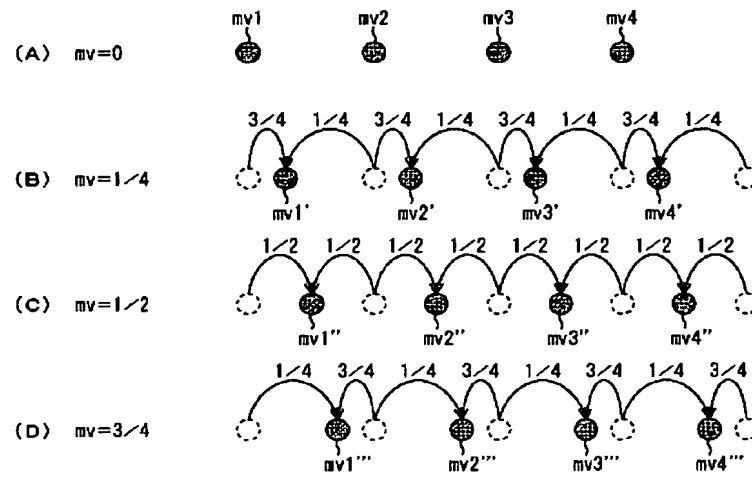 mv1 mv2 mv3 mv4
(A) mv=0
3/4 1/4 3/4 1/4 3/4 1/4 3/4 1/4
(B) mv=1/4
mv1' mv2' mv3' mv4'
1/2 1/2 1/2 1/2 1/2 1/2 1/2 1/2
(C) mv=1/2
mv1'' mv2'' mv3'' mv4''
1/4 3/4 1/4 3/4 1/4 3/4 1/4 3/4
(D) mv=3/4
mv1''' mv2''' mv3''' mv4'''